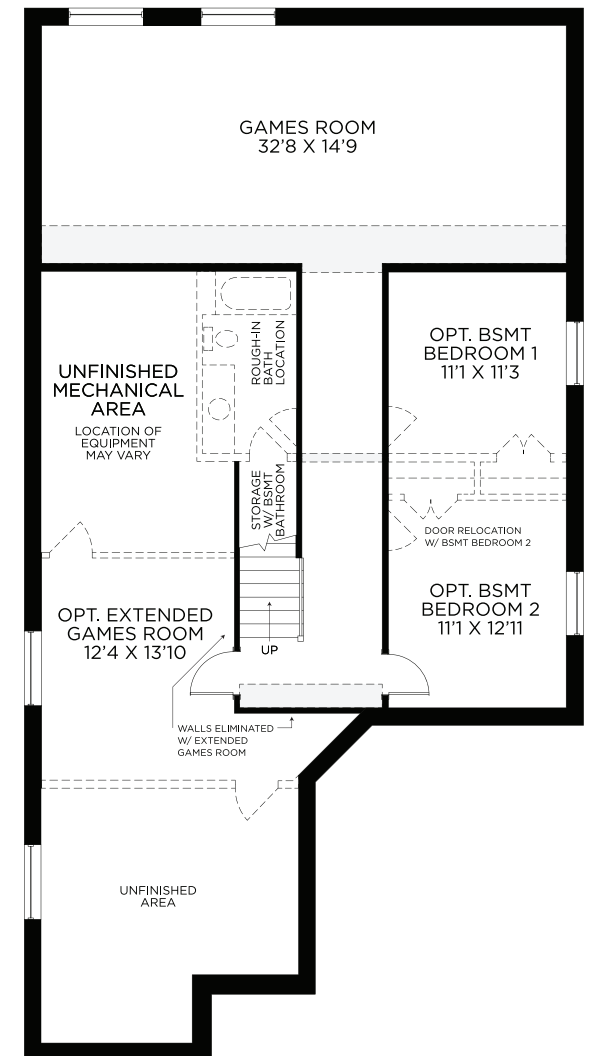 GAMES ROOM
32'8 X 14'9
UNFINISHED
MECHANICAL
AREA
LOCATION OF
EQUIPMENT
MAY VARY
ROUGH-IN
BATH
LOCATION
OPT. BSMT
BEDROOM 1
11'1 X 11'3
STORAGE
W/ BSMT
BATHROOM
DOOR RELOCATION
W/ BSMT BEDROOM 2
OPT. EXTENDED
GAMES ROOM
12'4 X 13'10
UP
OPT. BSMT
BEDROOM 2
11'1 X 12'11
WALLS ELIMINATED
W/ EXTENDED
GAMES ROOM
UNFINISHED
AREA